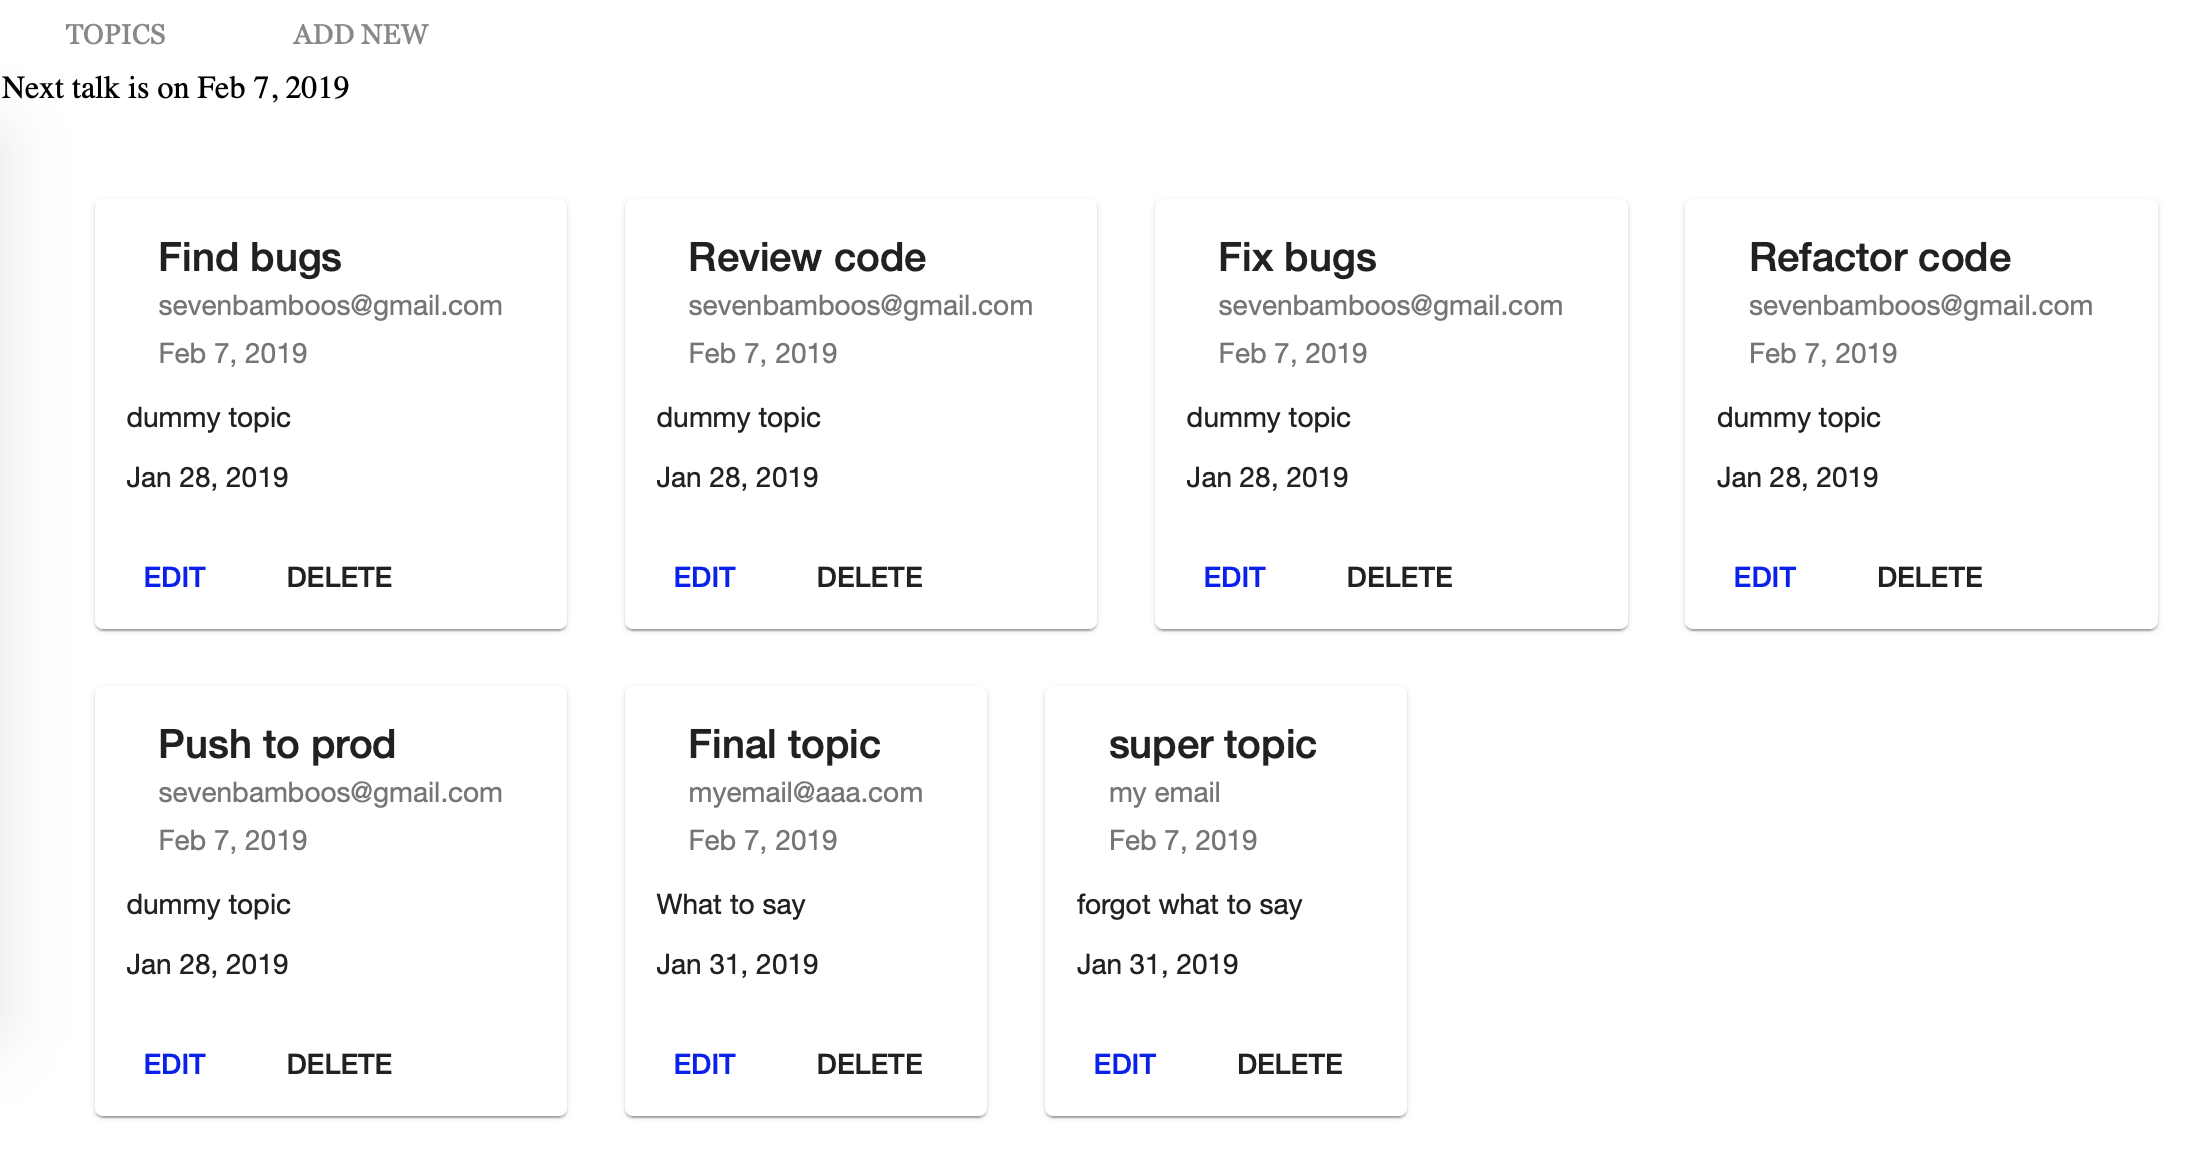 TOPICS ADD NEW
Next talk is on Feb 7, 2019
Find bugs
sevenbamboos@gmail.com
Feb 7, 2019
dummy topic
Jan 28, 2019
EDIT DELETE
Review code
sevenbamboos@gmail.com
Feb 7, 2019
dummy topic
Jan 28, 2019
EDIT DELETE
Fix bugs
sevenbamboos@gmail.com
Feb 7, 2019
dummy topic
Jan 28, 2019
EDIT DELETE
Refactor code
sevenbamboos@gmail.com
Feb 7, 2019
dummy topic
Jan 28, 2019
EDIT DELETE
Push to prod
sevenbamboos@gmail.com
Feb 7, 2019
dummy topic
Jan 28, 2019
EDIT DELETE
Final topic
myemail@aaa.com
Feb 7, 2019
What to say
Jan 31, 2019
EDIT DELETE
super topic
my email
Feb 7, 2019
forgot what to say
Jan 31, 2019
EDIT DELETE